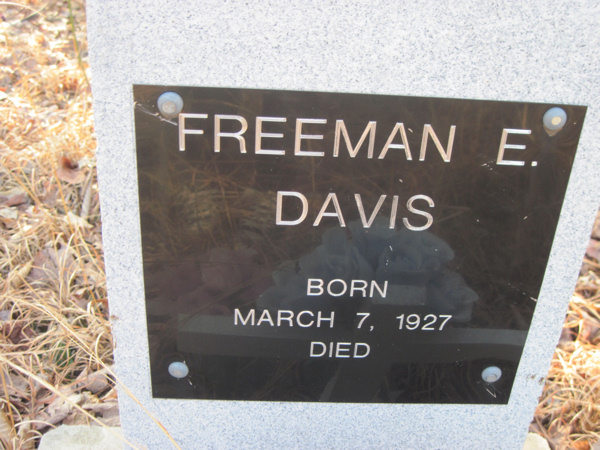 FREEMAN E.
DAVIS
BORN
MARCH 7, 1927
DIED